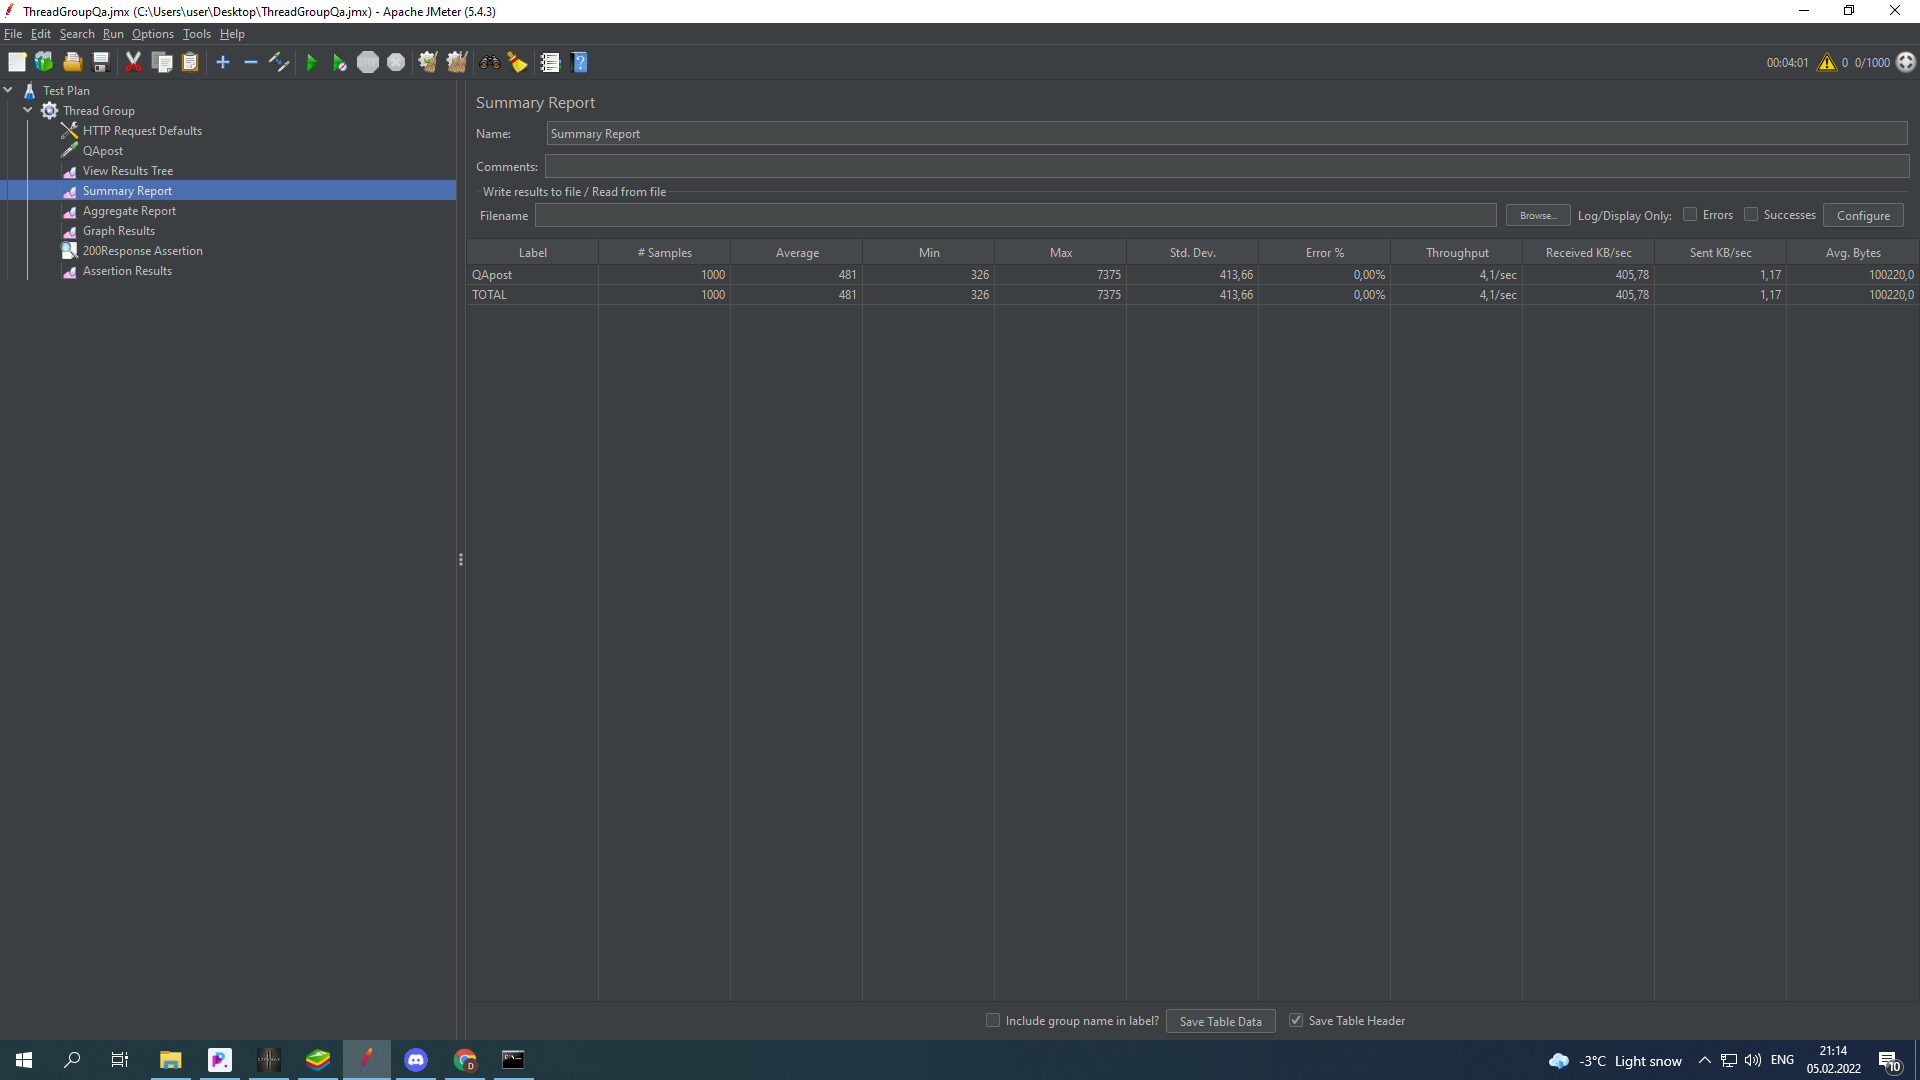 ThreadGroupQa.jmx (C:\Users\user\Desktop\ThreadGroupQa.jmx) - Apache JMeter (5.4.3)
File Edit Search Run Options Tools Help
00:04:01 0 0/1000
Test Plan
Thread Group
HTTP Request Defaults
QApost
View Results Tree
Summary Report
Aggregate Report
Graph Results
200Response Assertion
Assertion Results
Summary Report
Name: Summary Report
Comments:
Write results to file / Read from file
Filename Browse... Log/Display Only: Errors Successes Configure
Label # Samples Average Min Max Std. Dev. Error % Throughput Received KB/sec Sent KB/sec Avg. Bytes
QApost 1000 481 326 7375 413,66 0,00% 4,1/sec 405,78 1,17 100220,0
TOTAL 1000 481 326 7375 413,66 0,00% 4,1/sec 405,78 1,17 100220,0
Include group name in label? Save Table Data Save Table Header
-3°C Light snow ENG
21:14
05.02.2022
10